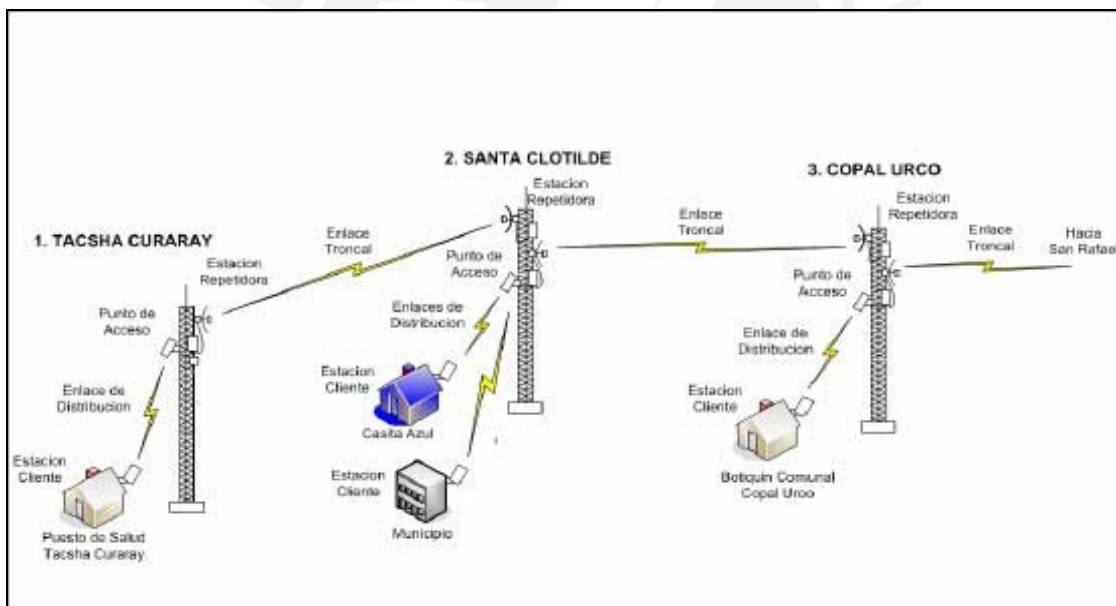 1. TACSHA CURARAY
Estacion
Repetidora
Punto de
Acceso
Enlace de
Distribucion
Estacion
Cliente
Puesto de Salud
Tacsha Curaray
Enlace
Troncal
2. SANTA CLOTILDE
Estacion
Repetidora
Punto de
Acceso
Enlaces de
Distribucion
Estacion
Cliente
Casita Azul
Estacion
Cliente
Municipio
Enlace
Troncal
3. COPAL URCO
Estacion
Repetidora
Punto de
Acceso
Enlace de
Distribucion
Estacion
Cliente
Botiquin Comunal
Copal Urco
Enlace
Troncal
Hacia
San Rafael